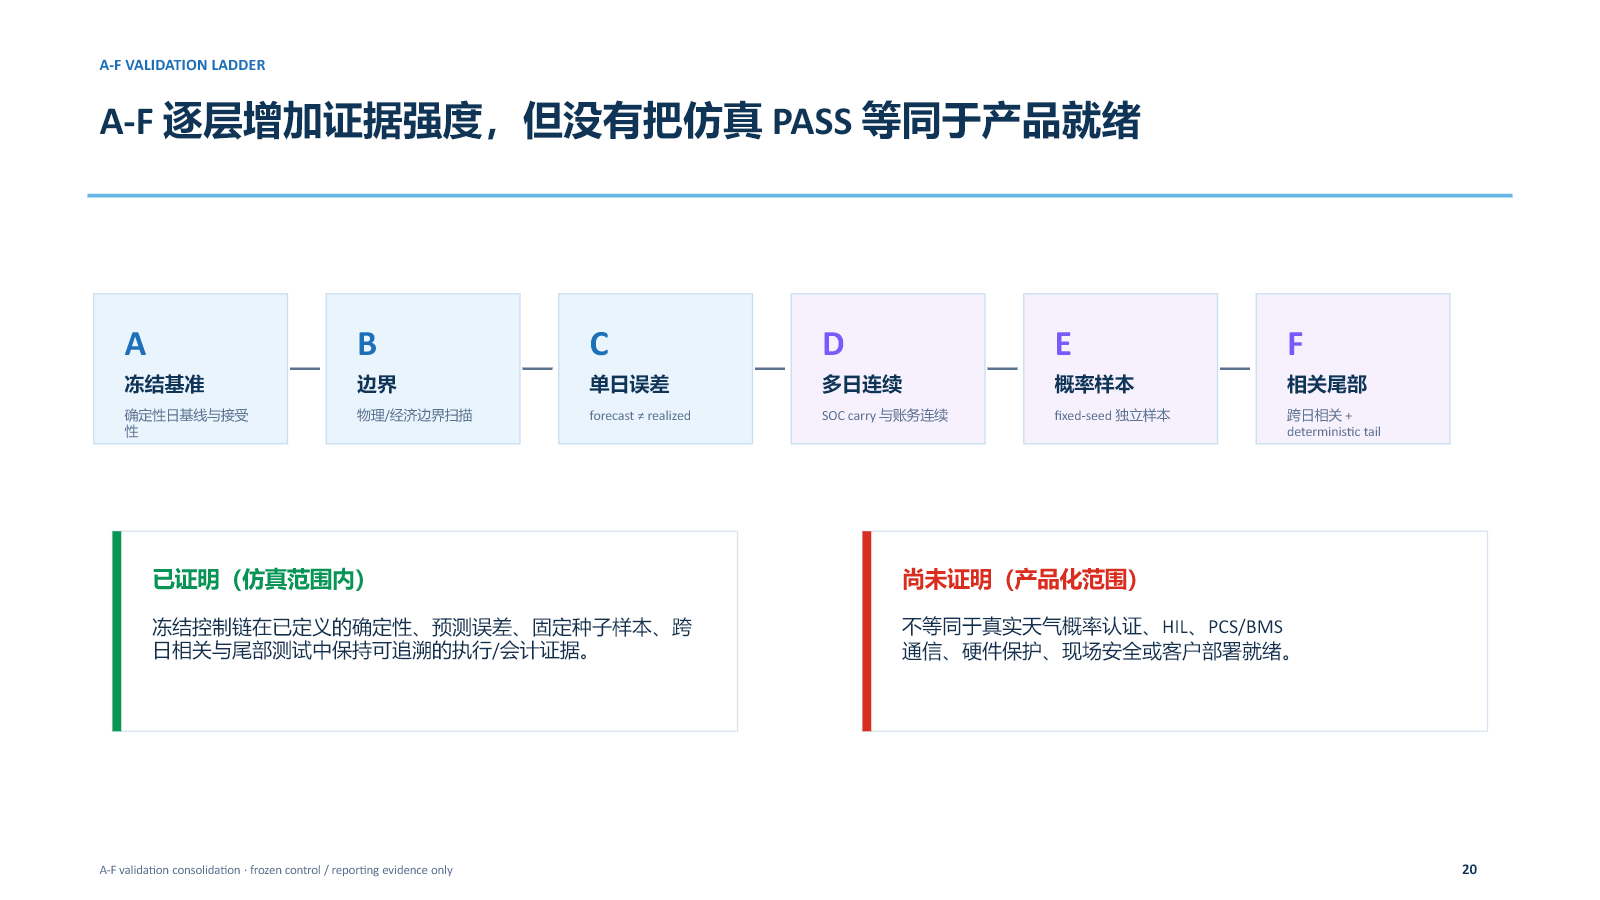 A-F VALIDATION LADDER
A-F 逐层增加证据强度，但没有把仿真 PASS 等同于产品就绪
A
冻结基准
确定性日基线与接受
性
B
边界
物理/经济边界扫描
C
单日误差
forecast ≠ realized
D
多日连续
SOC carry 与账务连续
E
概率样本
fixed-seed 独立样本
F
相关尾部
跨日相关 +
deterministic tail
已证明（仿真范围内）
冻结控制链在已定义的确定性、预测误差、固定种子样本、跨
日相关与尾部测试中保持可追溯的执行/会计证据。
尚未证明（产品化范围）
不等同于真实天气概率认证、HIL、PCS/BMS
通信、硬件保护、现场安全或客户部署就绪。
A-F validation consolidation · frozen control / reporting evidence only
20